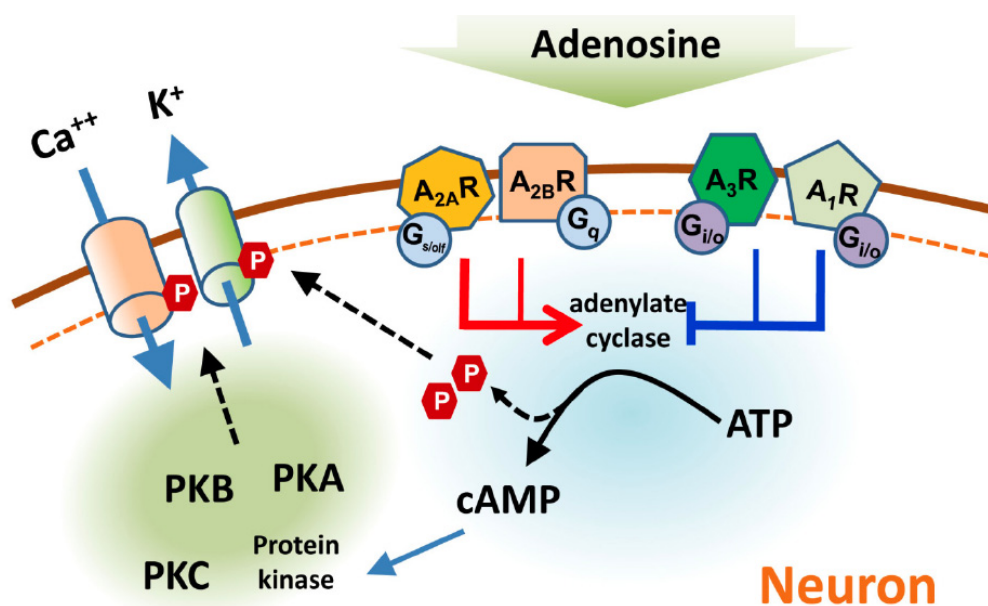 Adenosine
Ca⁺⁺
K⁺
A₂AR
A₂BR
A₃R
A₁R
Gs/olf
Gq
Gi/o
Gi/o
P
P
adenylate
cyclase
P
P
ATP
cAMP
PKB
PKA
PKC
Protein
kinase
Neuron